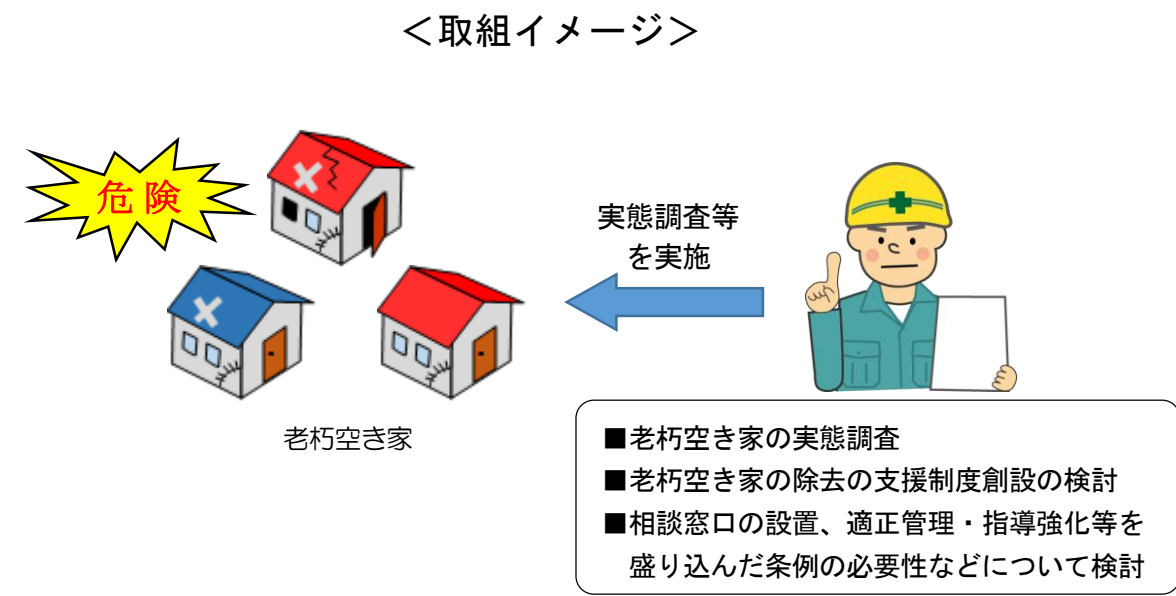 ＜取組イメージ＞
危険
実態調査等
を実施
老朽空き家
■老朽空き家の実態調査
■老朽空き家の除去の支援制度創設の検討
■相談窓口の設置、適正管理・指導強化等を
盛り込んだ条例の必要性などについて検討